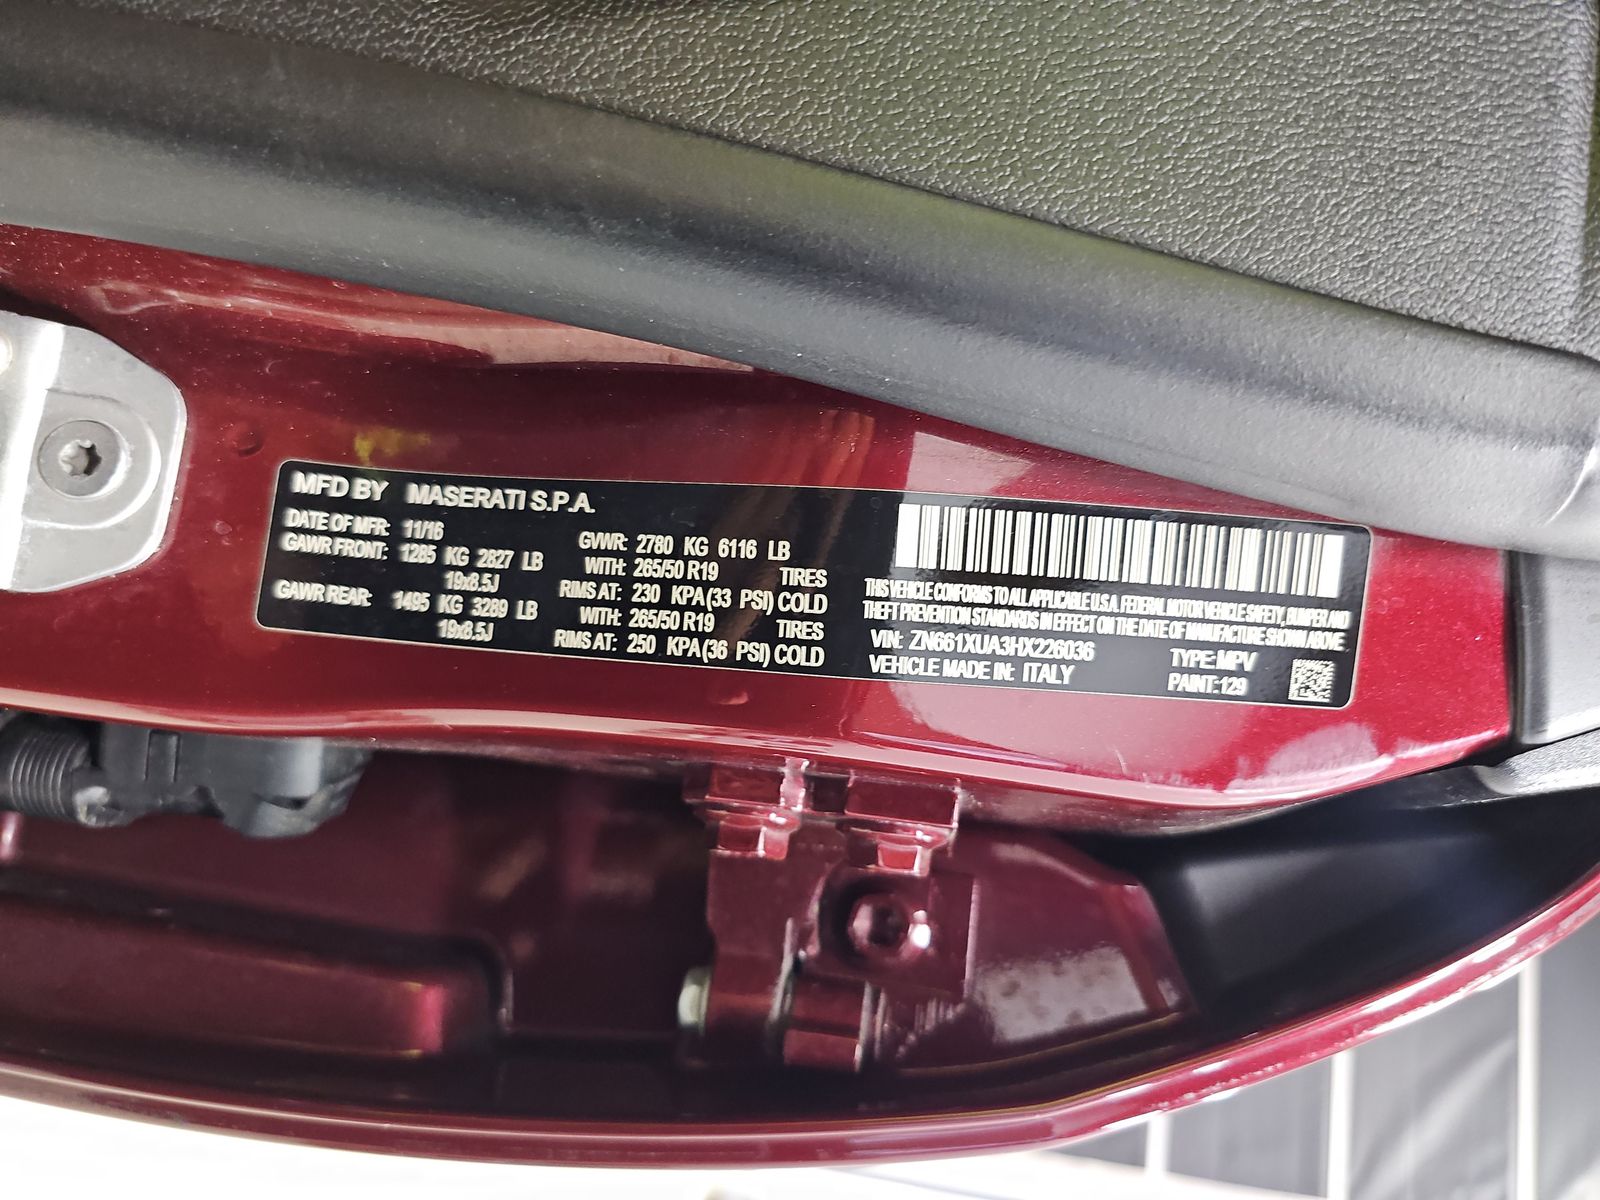 MFD BY MASERATI S.P.A.
DATE OF MFR: 11/16 GVWR: 2780 KG 6116 LB
GAWR FRONT: 1285 KG 2827 LB WITH: 265/50 R19 TIRES
19x8.5J RIMS AT: 230 KPA(33 PSI) COLD
GAWR REAR: 1495 KG 3289 LB WITH: 265/50 R19 TIRES
19x8.5J RIMS AT: 250 KPA(36 PSI) COLD
THIS VEHICLE CONFORMS TO ALL APPLICABLE U.S.A. FEDERAL MOTOR VEHICLE SAFETY, BUMPER AND
THEFT PREVENTION STANDARDS IN EFFECT ON THE DATE OF MANUFACTURE SHOWN ABOVE.
VIN: ZN661XUA3HX226036 TYPE:MPV
VEHICLE MADE IN: ITALY PAINT:129